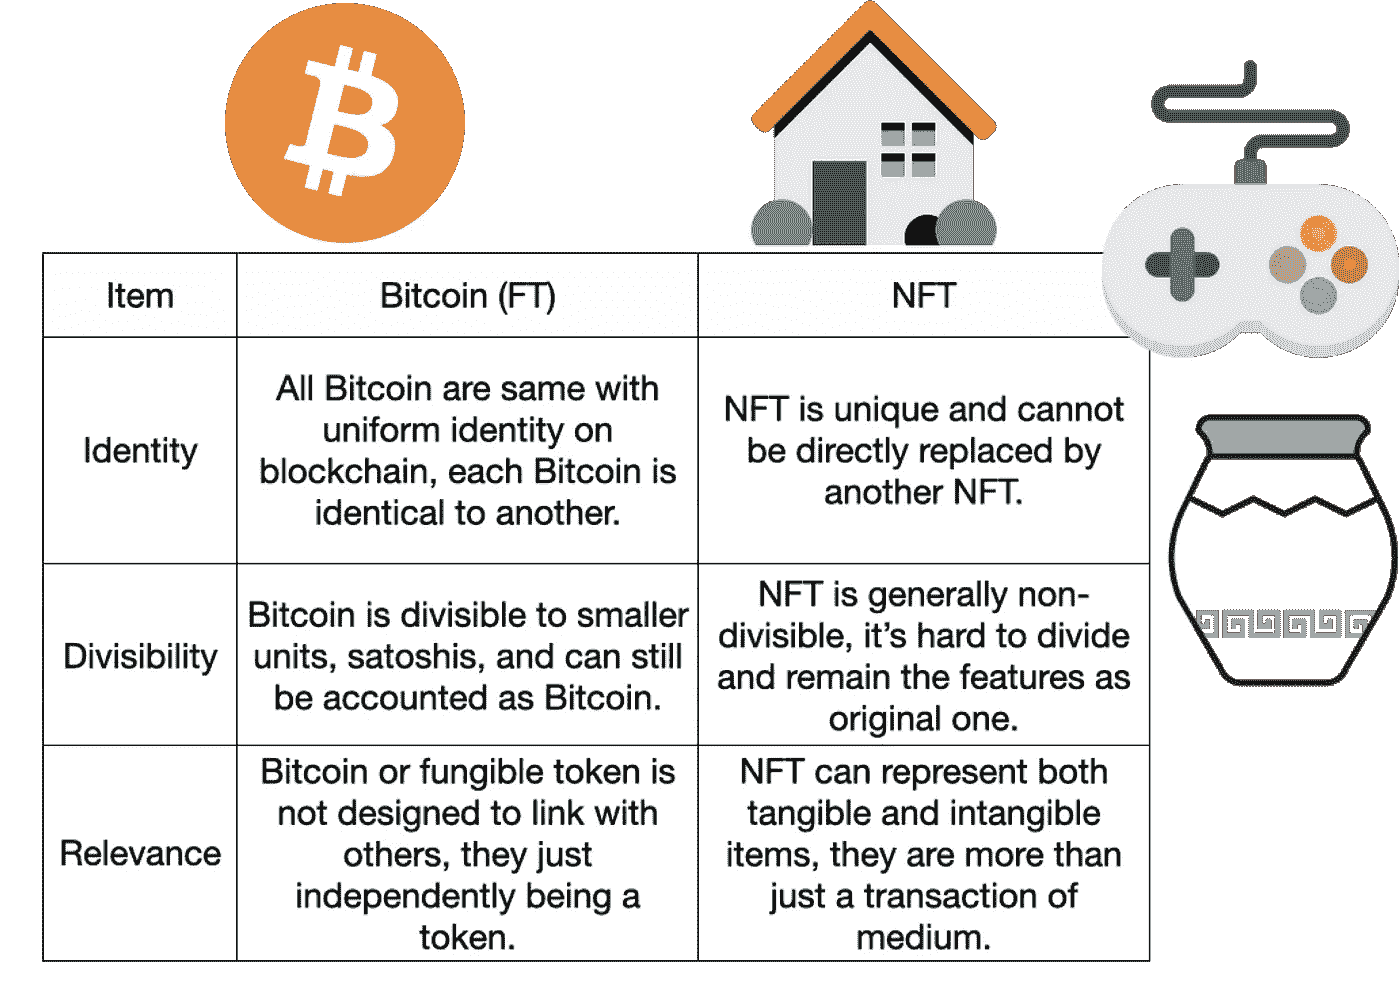 Item
Bitcoin (FT)
NFT
Identity
All Bitcoin are same with
uniform identity on
blockchain, each Bitcoin is
identical to another.
NFT is unique and cannot
be directly replaced by
another NFT.
Divisibility
Bitcoin is divisible to smaller
units, satoshis, and can still
be accounted as Bitcoin.
NFT is generally non-
divisible, it's hard to divide
and remain the features as
original one.
Relevance
Bitcoin or fungible token is
not designed to link with
others, they just
independently being a
token.
NFT can represent both
tangible and intangible
items, they are more than
just a transaction of
medium.